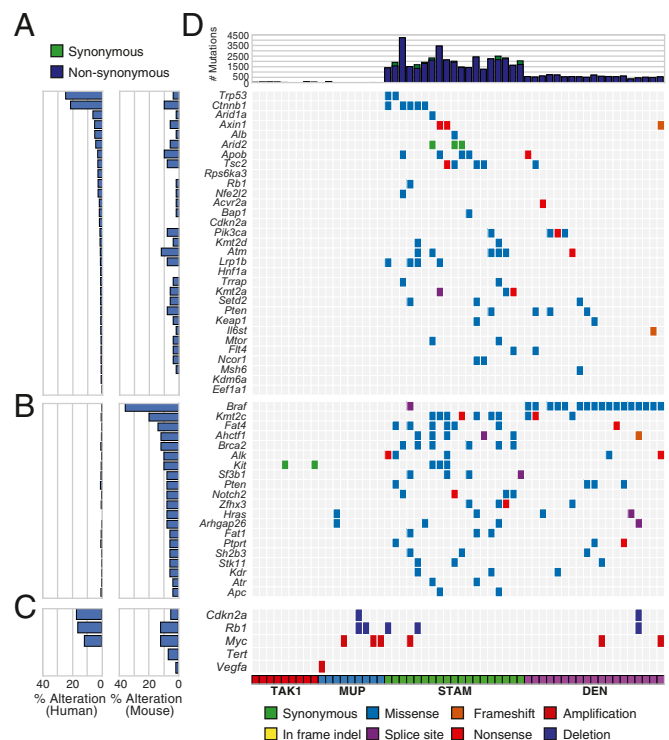 A
D
Synonymous
Non-synonymous
# Mutations
4500
3500
2500
1500
500
0
Trp53
Ctnnb1
Arid1a
Axin1
Alb
Arid2
Apob
Tsc2
Rps6ka3
Rb1
Nfe2l2
Acvr2a
Bap1
Cdkn2a
Pik3ca
Kmt2d
Atm
Lrp1b
Hnf1a
Trrap
Kmt2a
Setd2
Pten
Keap1
Il6st
Mtor
Flt4
Ncor1
Msh6
Kdm6a
Eef1a1
B
Braf
Kmt2c
Fat4
Ahctf1
Brca2
Alk
Kit
Sf3b1
Pten
Notch2
Zfhx3
Hras
Arhgap26
Fat1
Ptprt
Sh2b3
Stk11
Kdr
Atr
Apc
C
Cdkn2a
Rb1
Myc
Tert
Vegfa
40 20 0 40 20 0
% Alteration (Human)
% Alteration (Mouse)
TAK1 MUP STAM DEN
Synonymous Missense Frameshift Amplification
In frame indel Splice site Nonsense Deletion